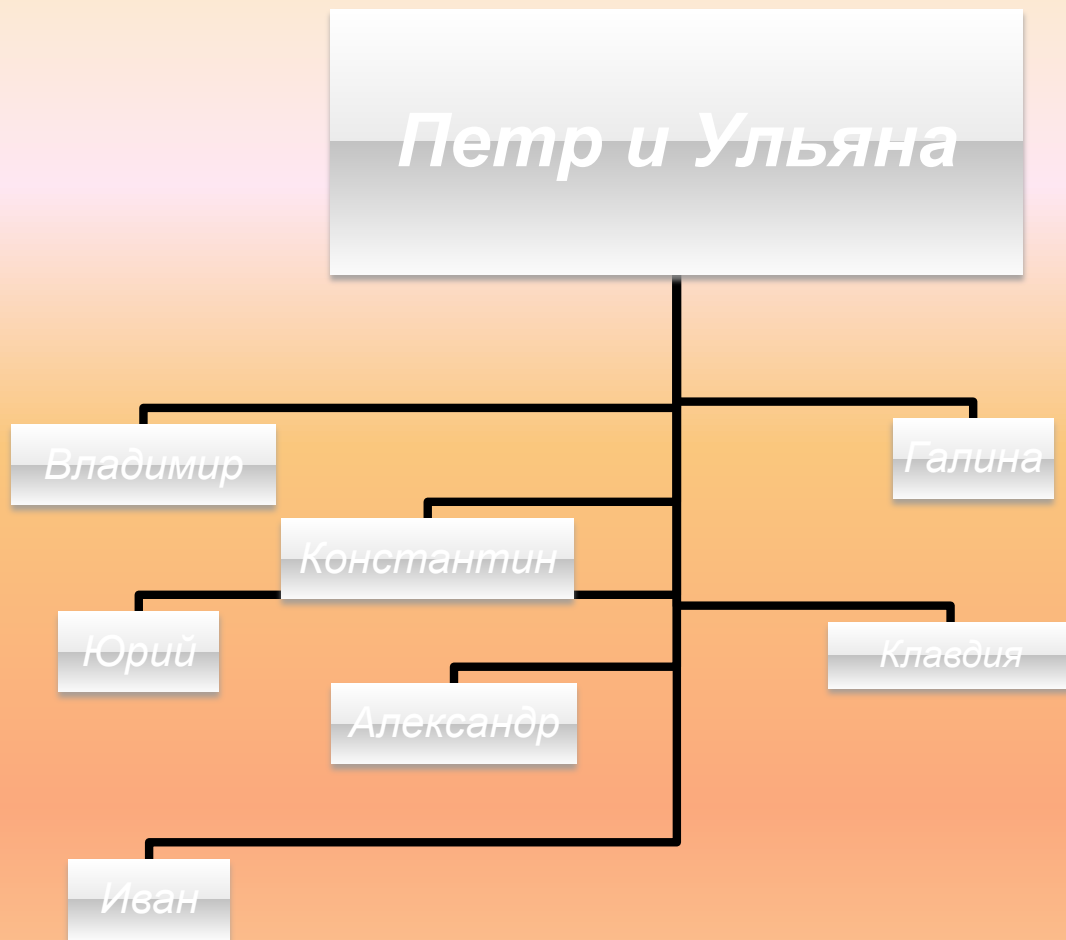 Петр и Ульяна
Владимир
Галина
Константин
Юрий
Клавдия
Александр
Иван